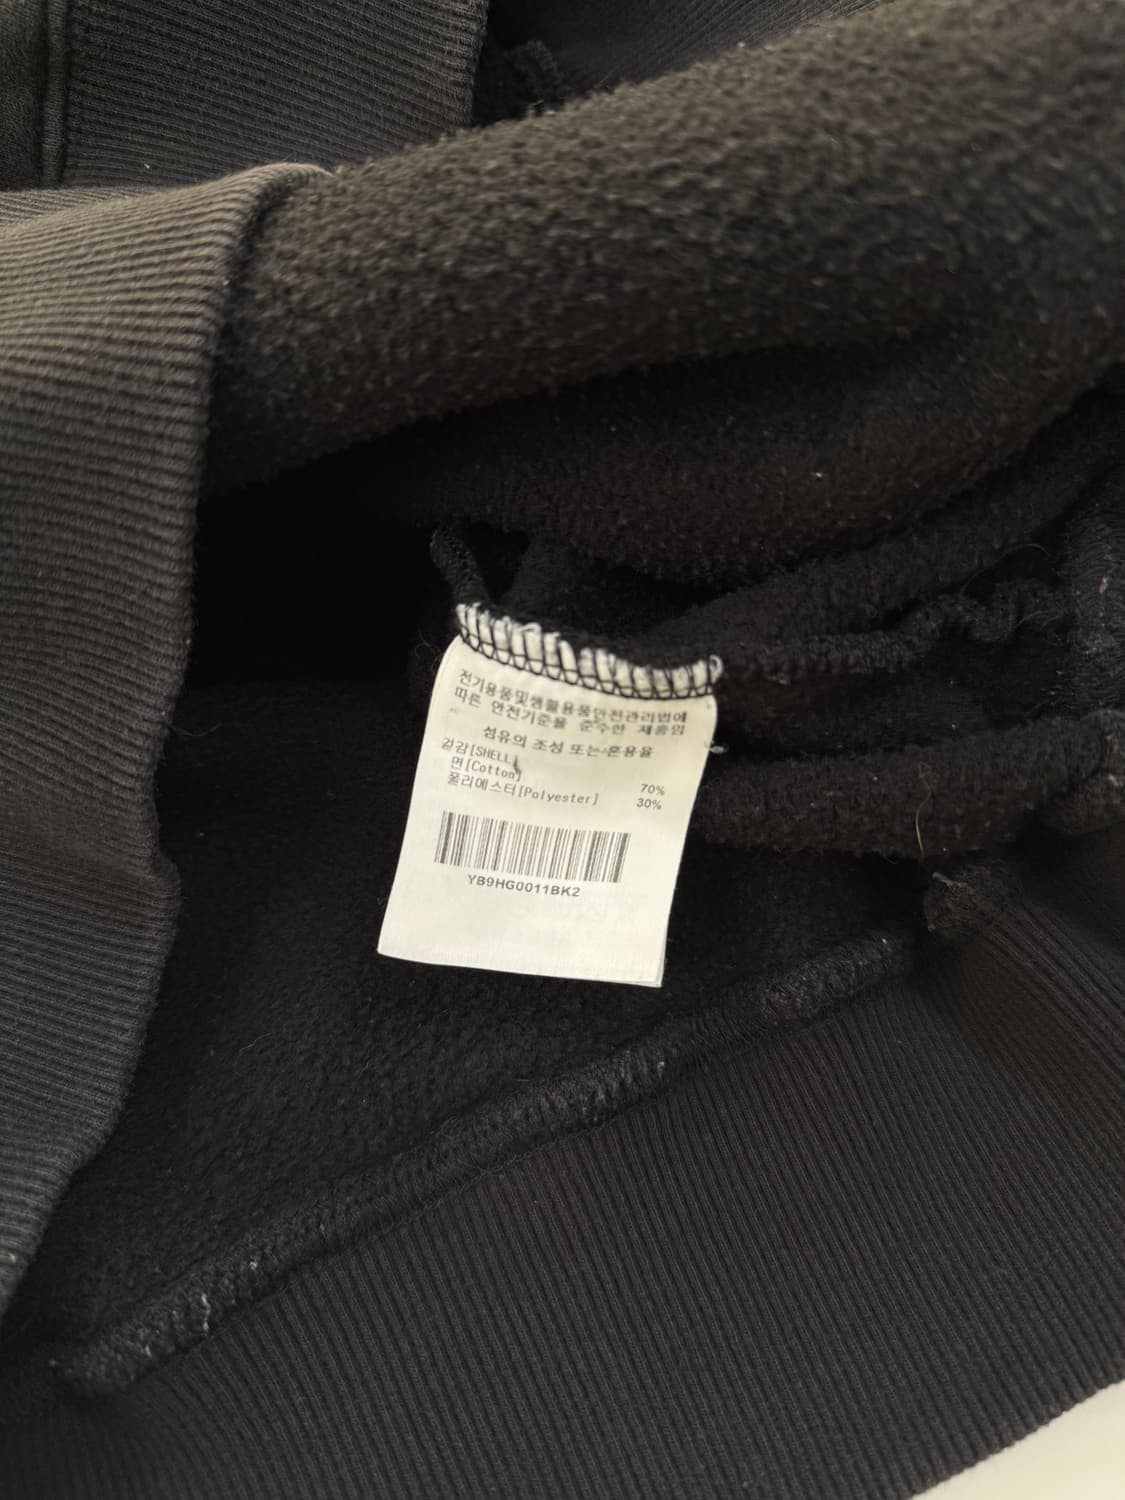 전기용품및생활용품안전관리법에
따른 안전기준을 준수한 제품임
섬유의 조성 또는 혼용율
겉감[SHELL]
면[Cotton] 70%
폴리에스터[Polyester] 30%
YB9HG0011BK2